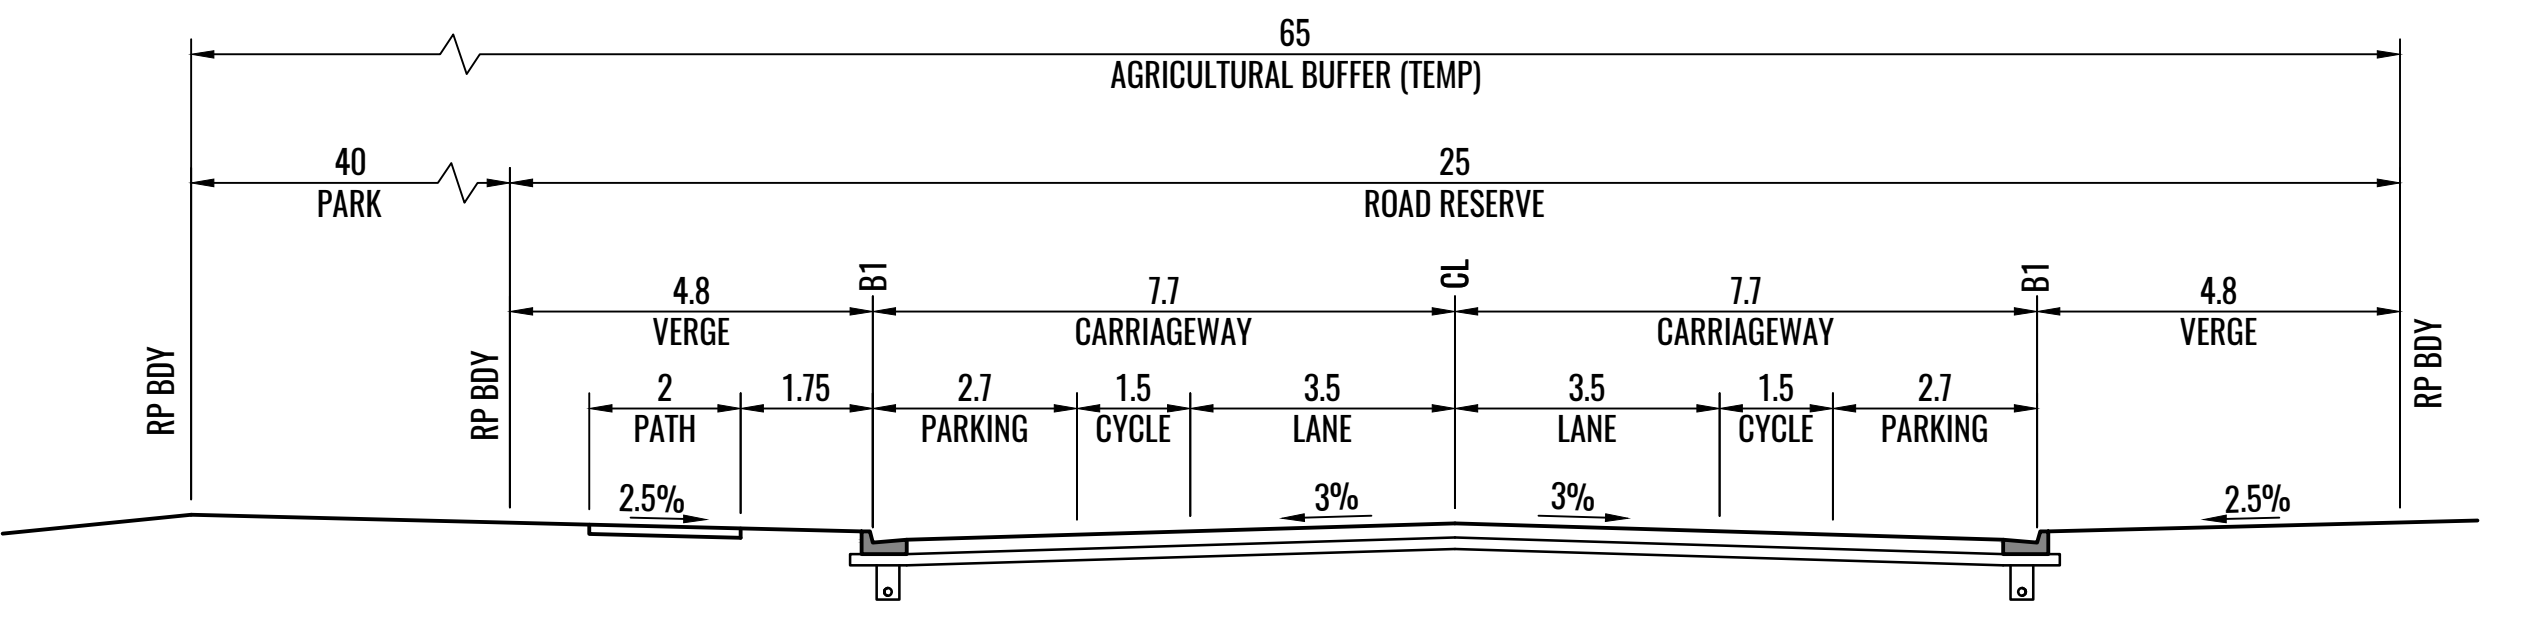 65
AGRICULTURAL BUFFER (TEMP)
40
PARK
25
ROAD RESERVE
B1
CL
B1
4.8
VERGE
7.7
CARRIAGEWAY
7.7
CARRIAGEWAY
4.8
VERGE
RP BDY
RP BDY
RP BDY
2
PATH
1.75
2.7
PARKING
1.5
CYCLE
3.5
LANE
3.5
LANE
1.5
CYCLE
2.7
PARKING
2.5%
3%
3%
2.5%